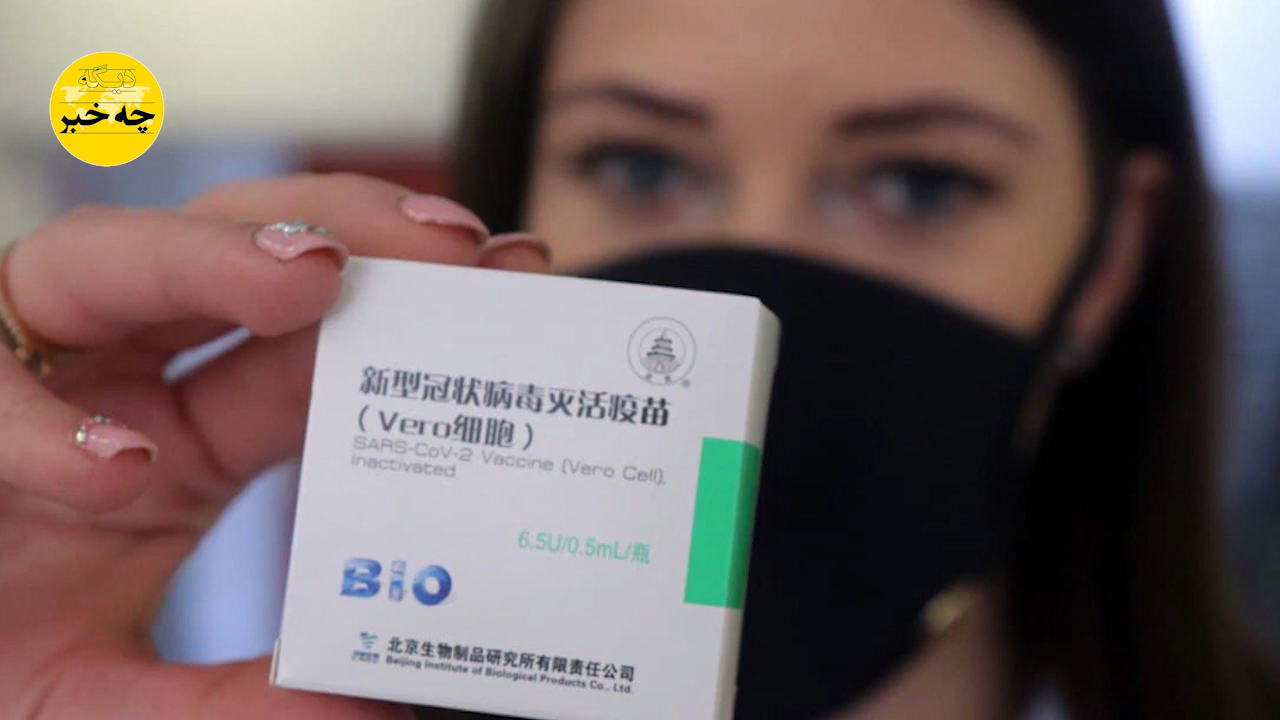 دیگه
چه خبر
新型冠状病毒灭活疫苗
(Vero细胞)
SARS-CoV-2 Vaccine (Vero Cell),
Inactivated
6.5U/0.5mL/瓶
BIO
北京生物制品研究所有限责任公司
Beijing Institute of Biological Products Co., Ltd.